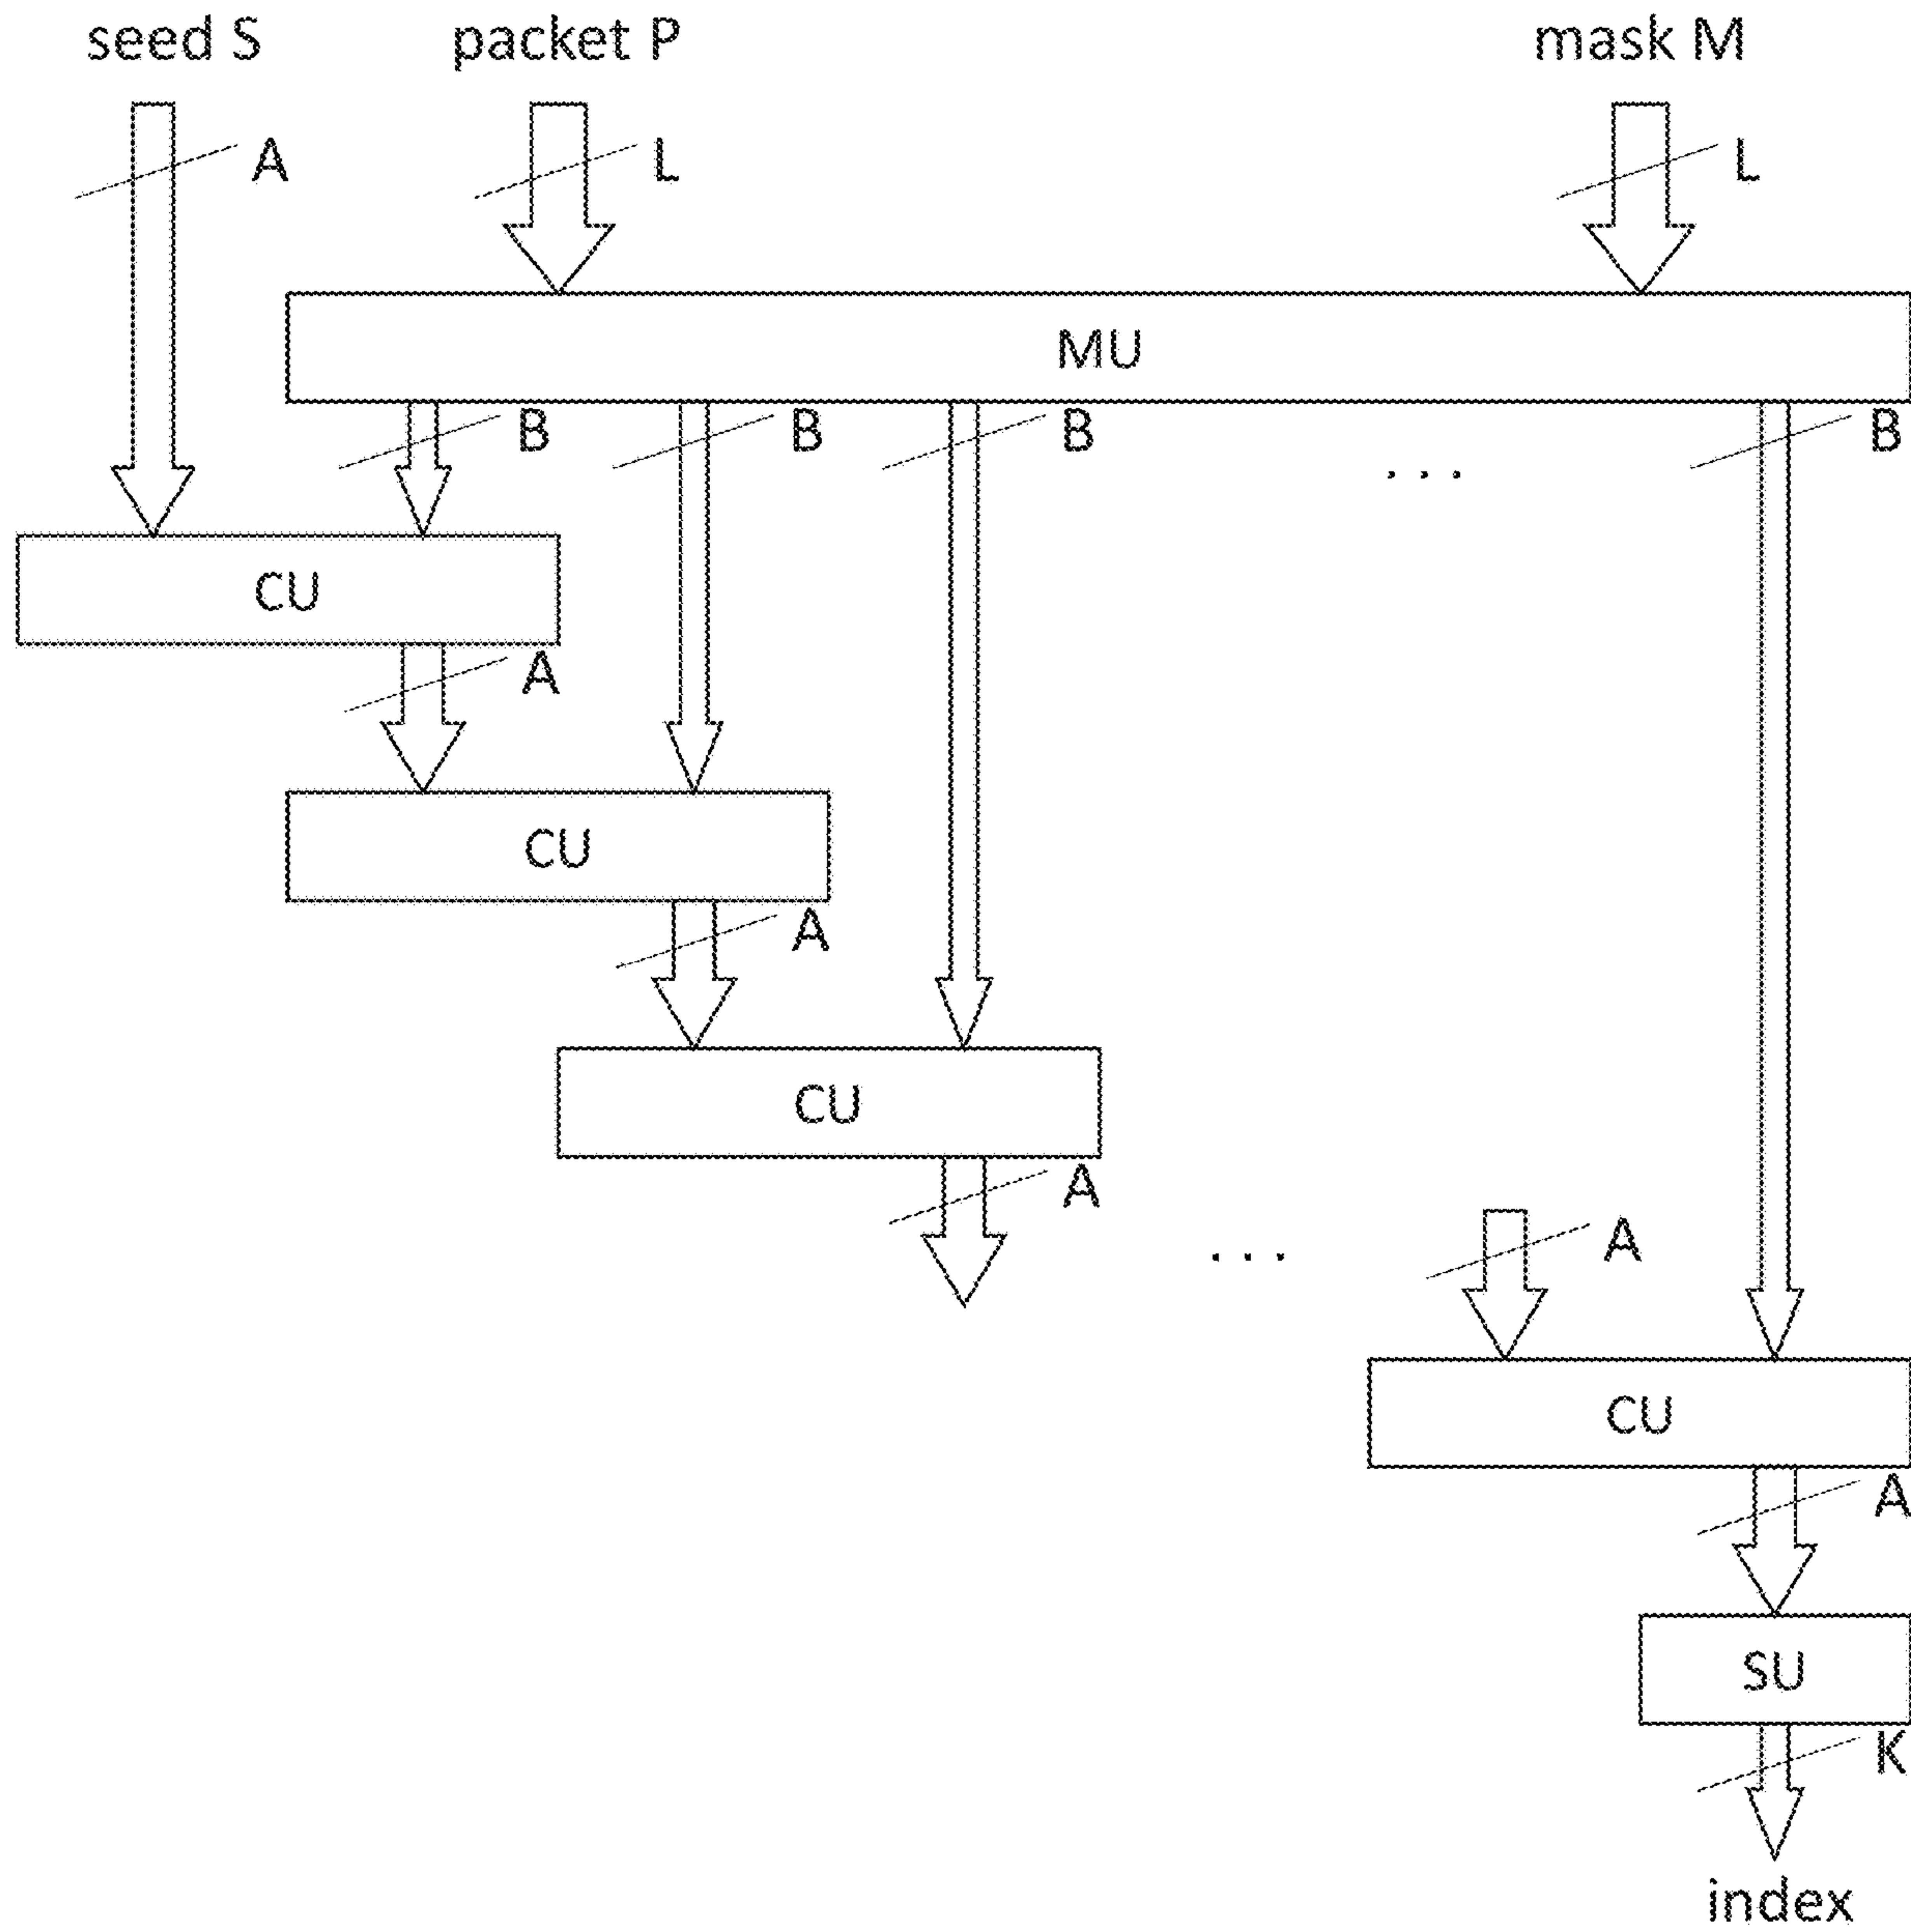 seed S
packet P
mask M
A
L
L
MU
B
B
B
. . .
B
CU
A
CU
A
CU
A
. . .
A
CU
A
SU
K
index